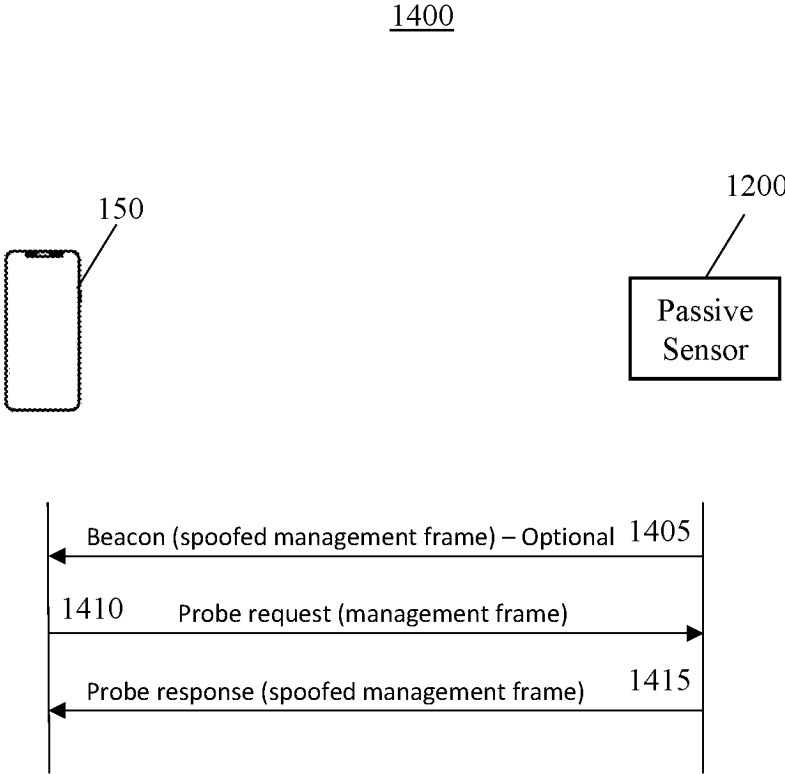 1400
150
1200
Passive
Sensor
Beacon (spoofed management frame) – Optional 1405
1410 Probe request (management frame)
Probe response (spoofed management frame) 1415